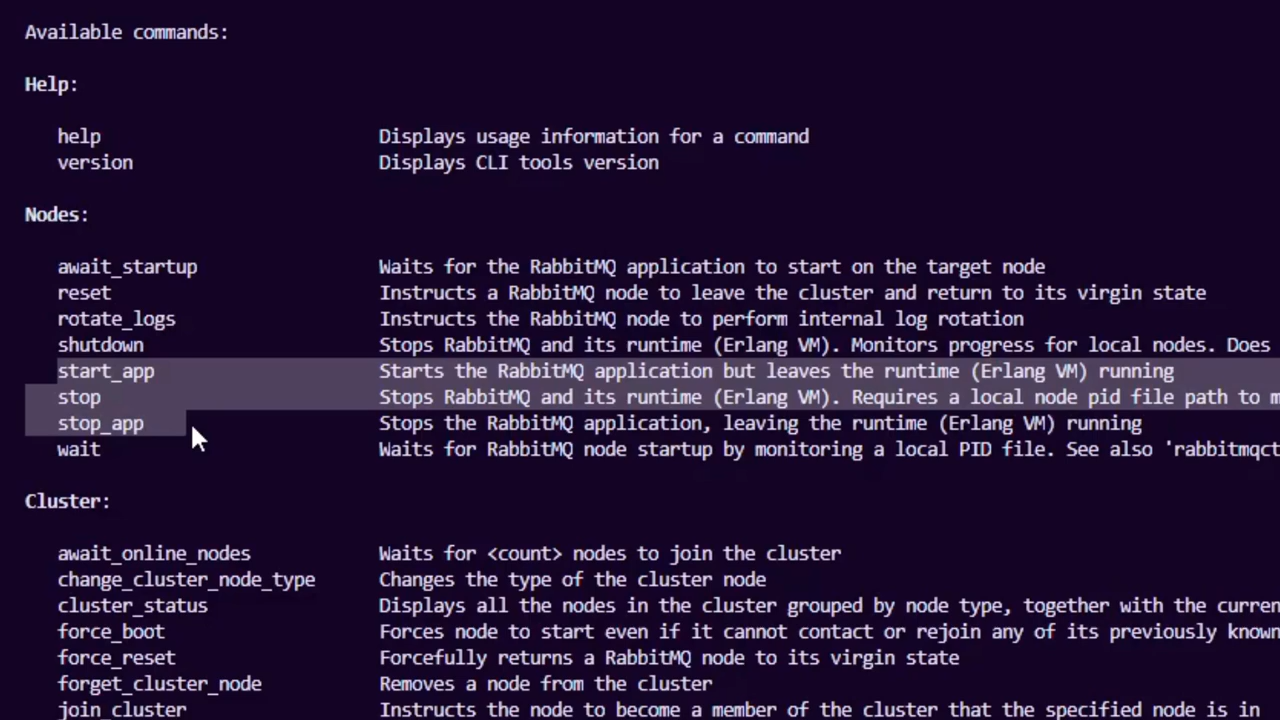 Available commands:
Help:
help Displays usage information for a command
version Displays CLI tools version
Nodes:
await_startup Waits for the RabbitMQ application to start on the target node
reset Instructs a RabbitMQ node to leave the cluster and return to its virgin state
rotate_logs Instructs the RabbitMQ node to perform internal log rotation
shutdown Stops RabbitMQ and its runtime (Erlang VM). Monitors progress for local nodes. Does
start_app Starts the RabbitMQ application but leaves the runtime (Erlang VM) running
stop Stops RabbitMQ and its runtime (Erlang VM). Requires a local node pid file path to m
stop_app Stops the RabbitMQ application, leaving the runtime (Erlang VM) running
wait Waits for RabbitMQ node startup by monitoring a local PID file. See also 'rabbitmqct
Cluster:
await_online_nodes Waits for <count> nodes to join the cluster
change_cluster_node_type Changes the type of the cluster node
cluster_status Displays all the nodes in the cluster grouped by node type, together with the curren
force_boot Forces node to start even if it cannot contact or rejoin any of its previously known
force_reset Forcefully returns a RabbitMQ node to its virgin state
forget_cluster_node Removes a node from the cluster
join_cluster Instructs the node to become a member of the cluster that the specified node is in